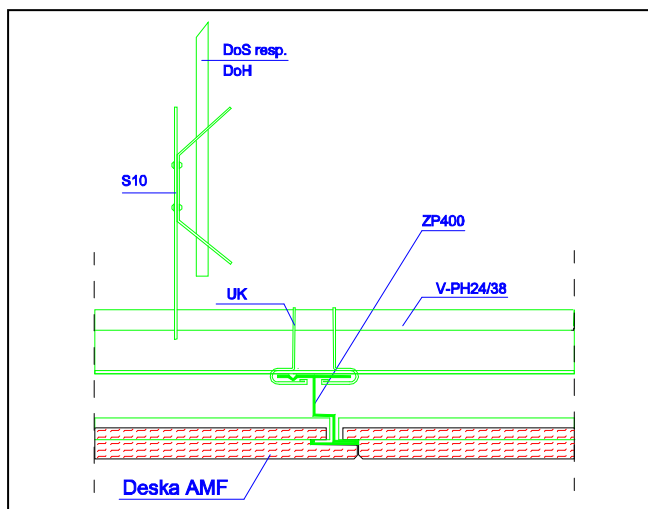 DoS resp.
DoH
S10
ZP400
UK
V-PH24/38
Deska AMF